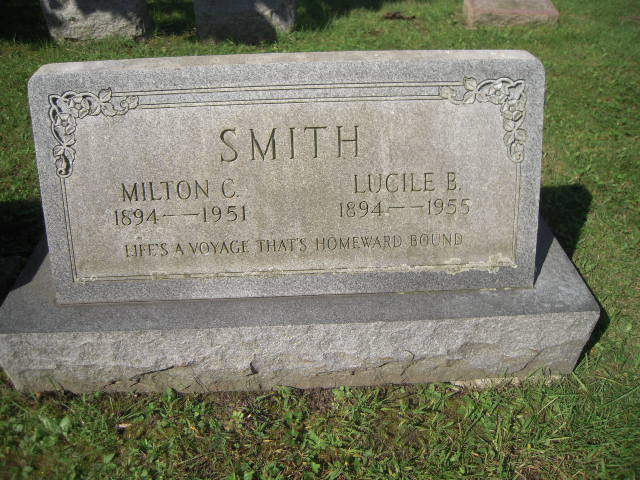 SMITH
MILTON C. LUCILE B.
1894——1951 1894——1955
LIFE'S A VOYAGE THAT'S HOMEWARD BOUND